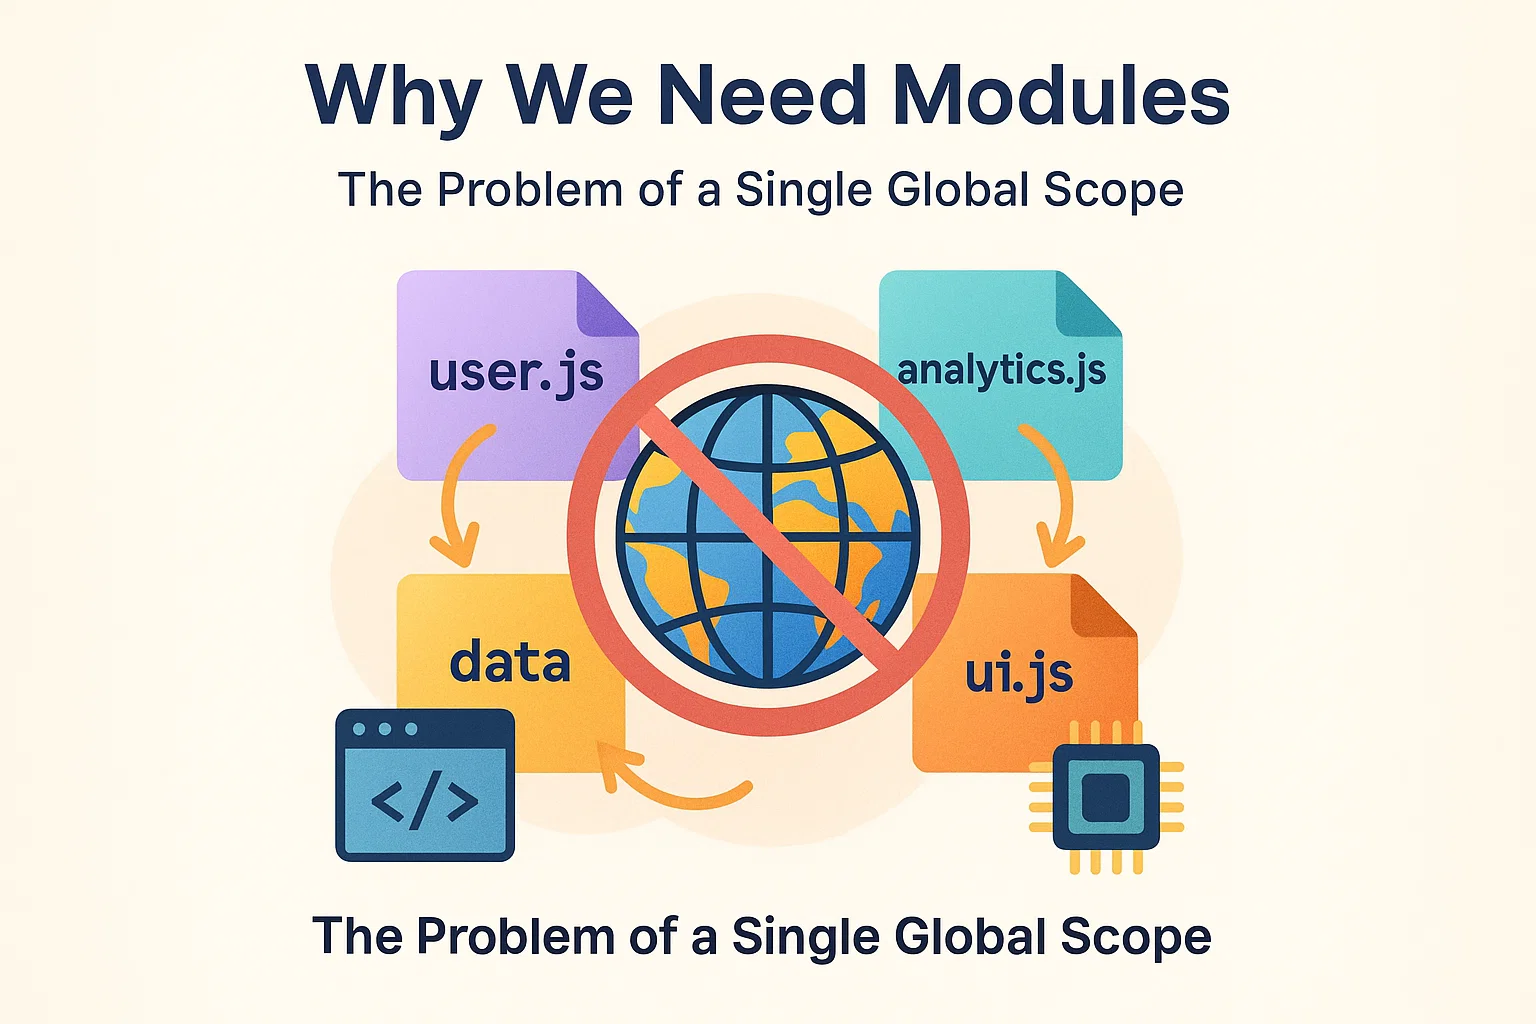 Why We Need Modules
The Problem of a Single Global Scope
user.js
analytics.js
data
ui.js
</>
The Problem of a Single Global Scope